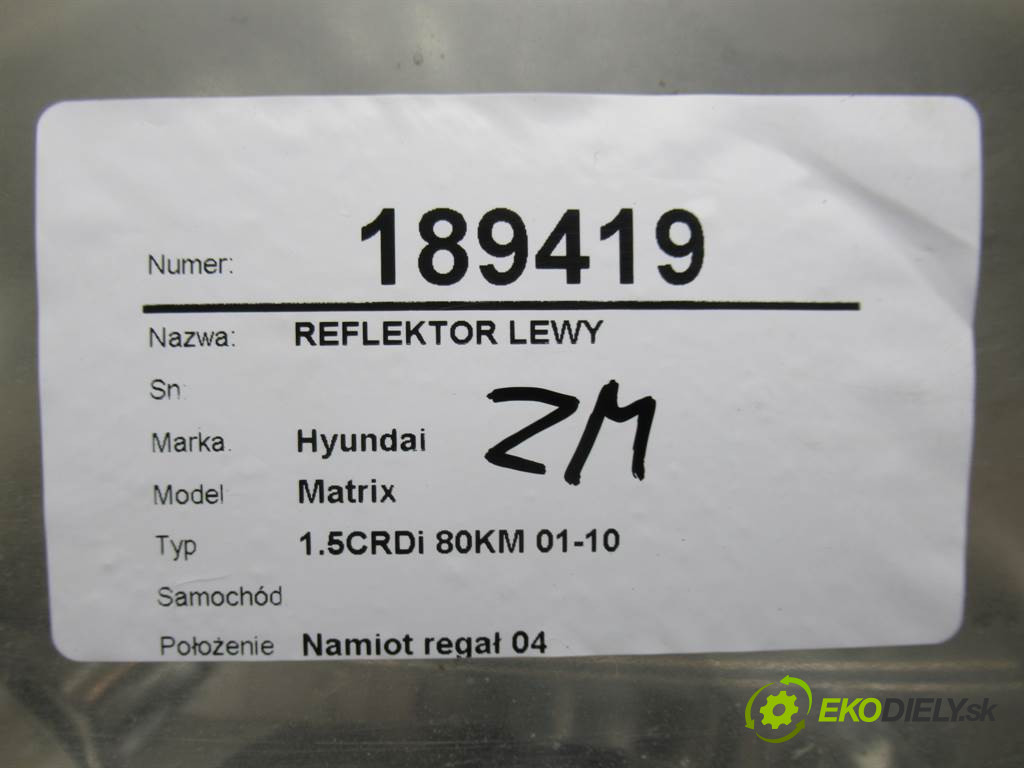 Numer: 189419
Nazwa: REFLEKTOR LEWY
Sn:
ZM
Marka: Hyundai
Model Matrix
Typ 1.5CRDi 80KM 01-10
Samochód
Położenie Namiot regał 04
EKODIELY.sk